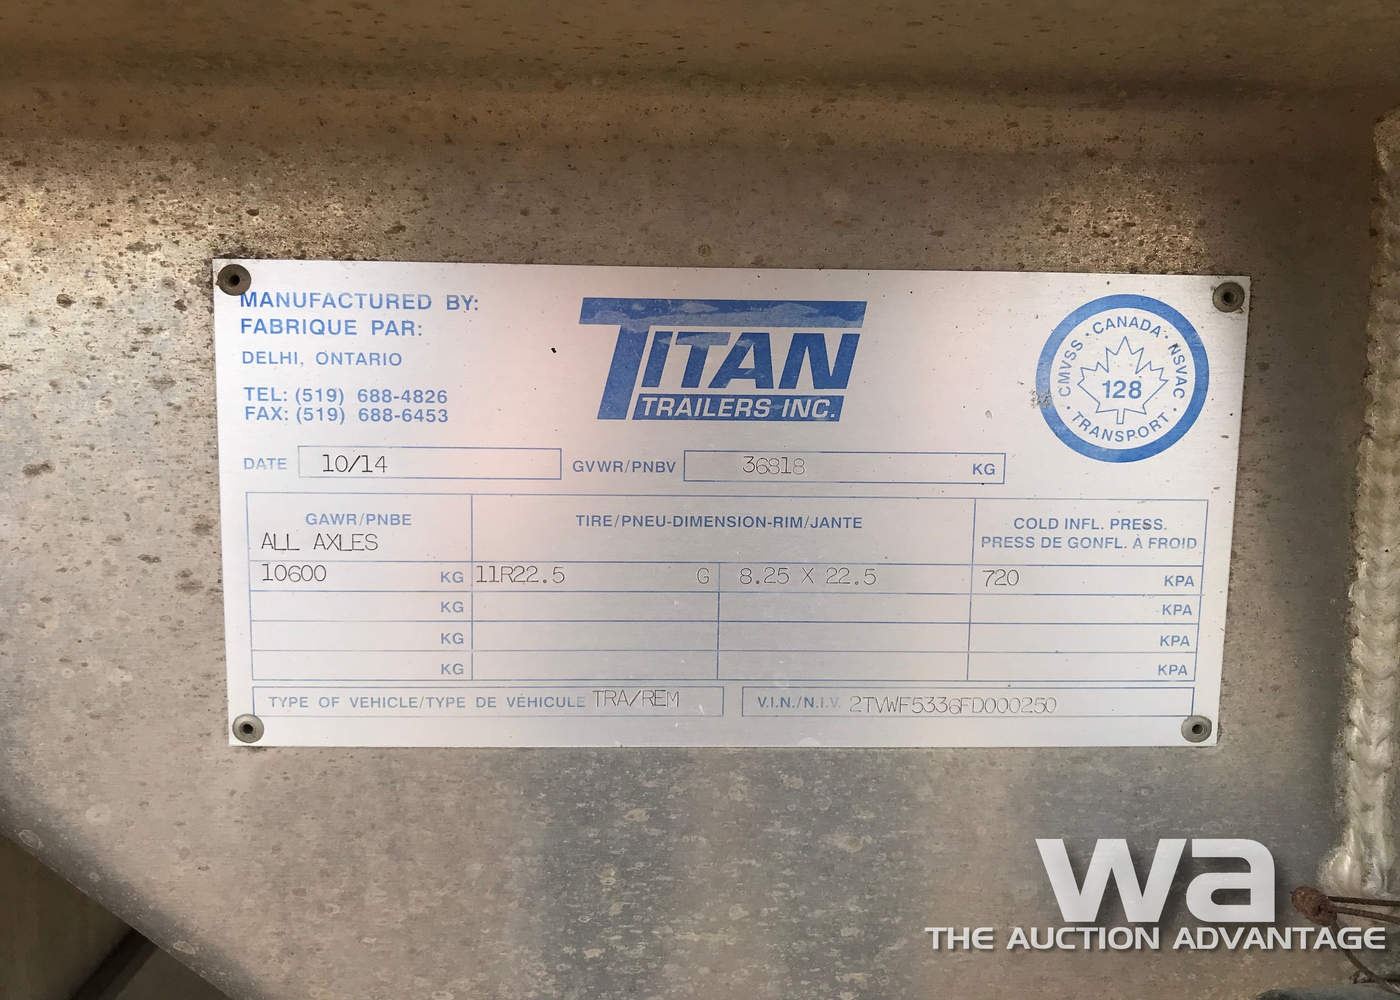 MANUFACTURED BY:
FABRIQUE PAR:
DELHI, ONTARIO
TEL: (519) 688-4826
FAX: (519) 688-6453
TITAN
TRAILERS INC.
CMVSS · CANADA · NSVAC · TRANSPORT ·
128
DATE 10/14 GVWR/PNBV 36818 KG
GAWR/PNBE TIRE/PNEU-DIMENSION-RIM/JANTE COLD INFL. PRESS.
ALL AXLES PRESS DE GONFL. À FROID
10600 KG 11R22.5 G 8.25 X 22.5 720 KPA
KG KPA
KG KPA
KG KPA
TYPE OF VEHICLE/TYPE DE VÉHICULE TRA/REM V.I.N./N.I.V. 2TVWF5336FD000250
wa
THE AUCTION ADVANTAGE